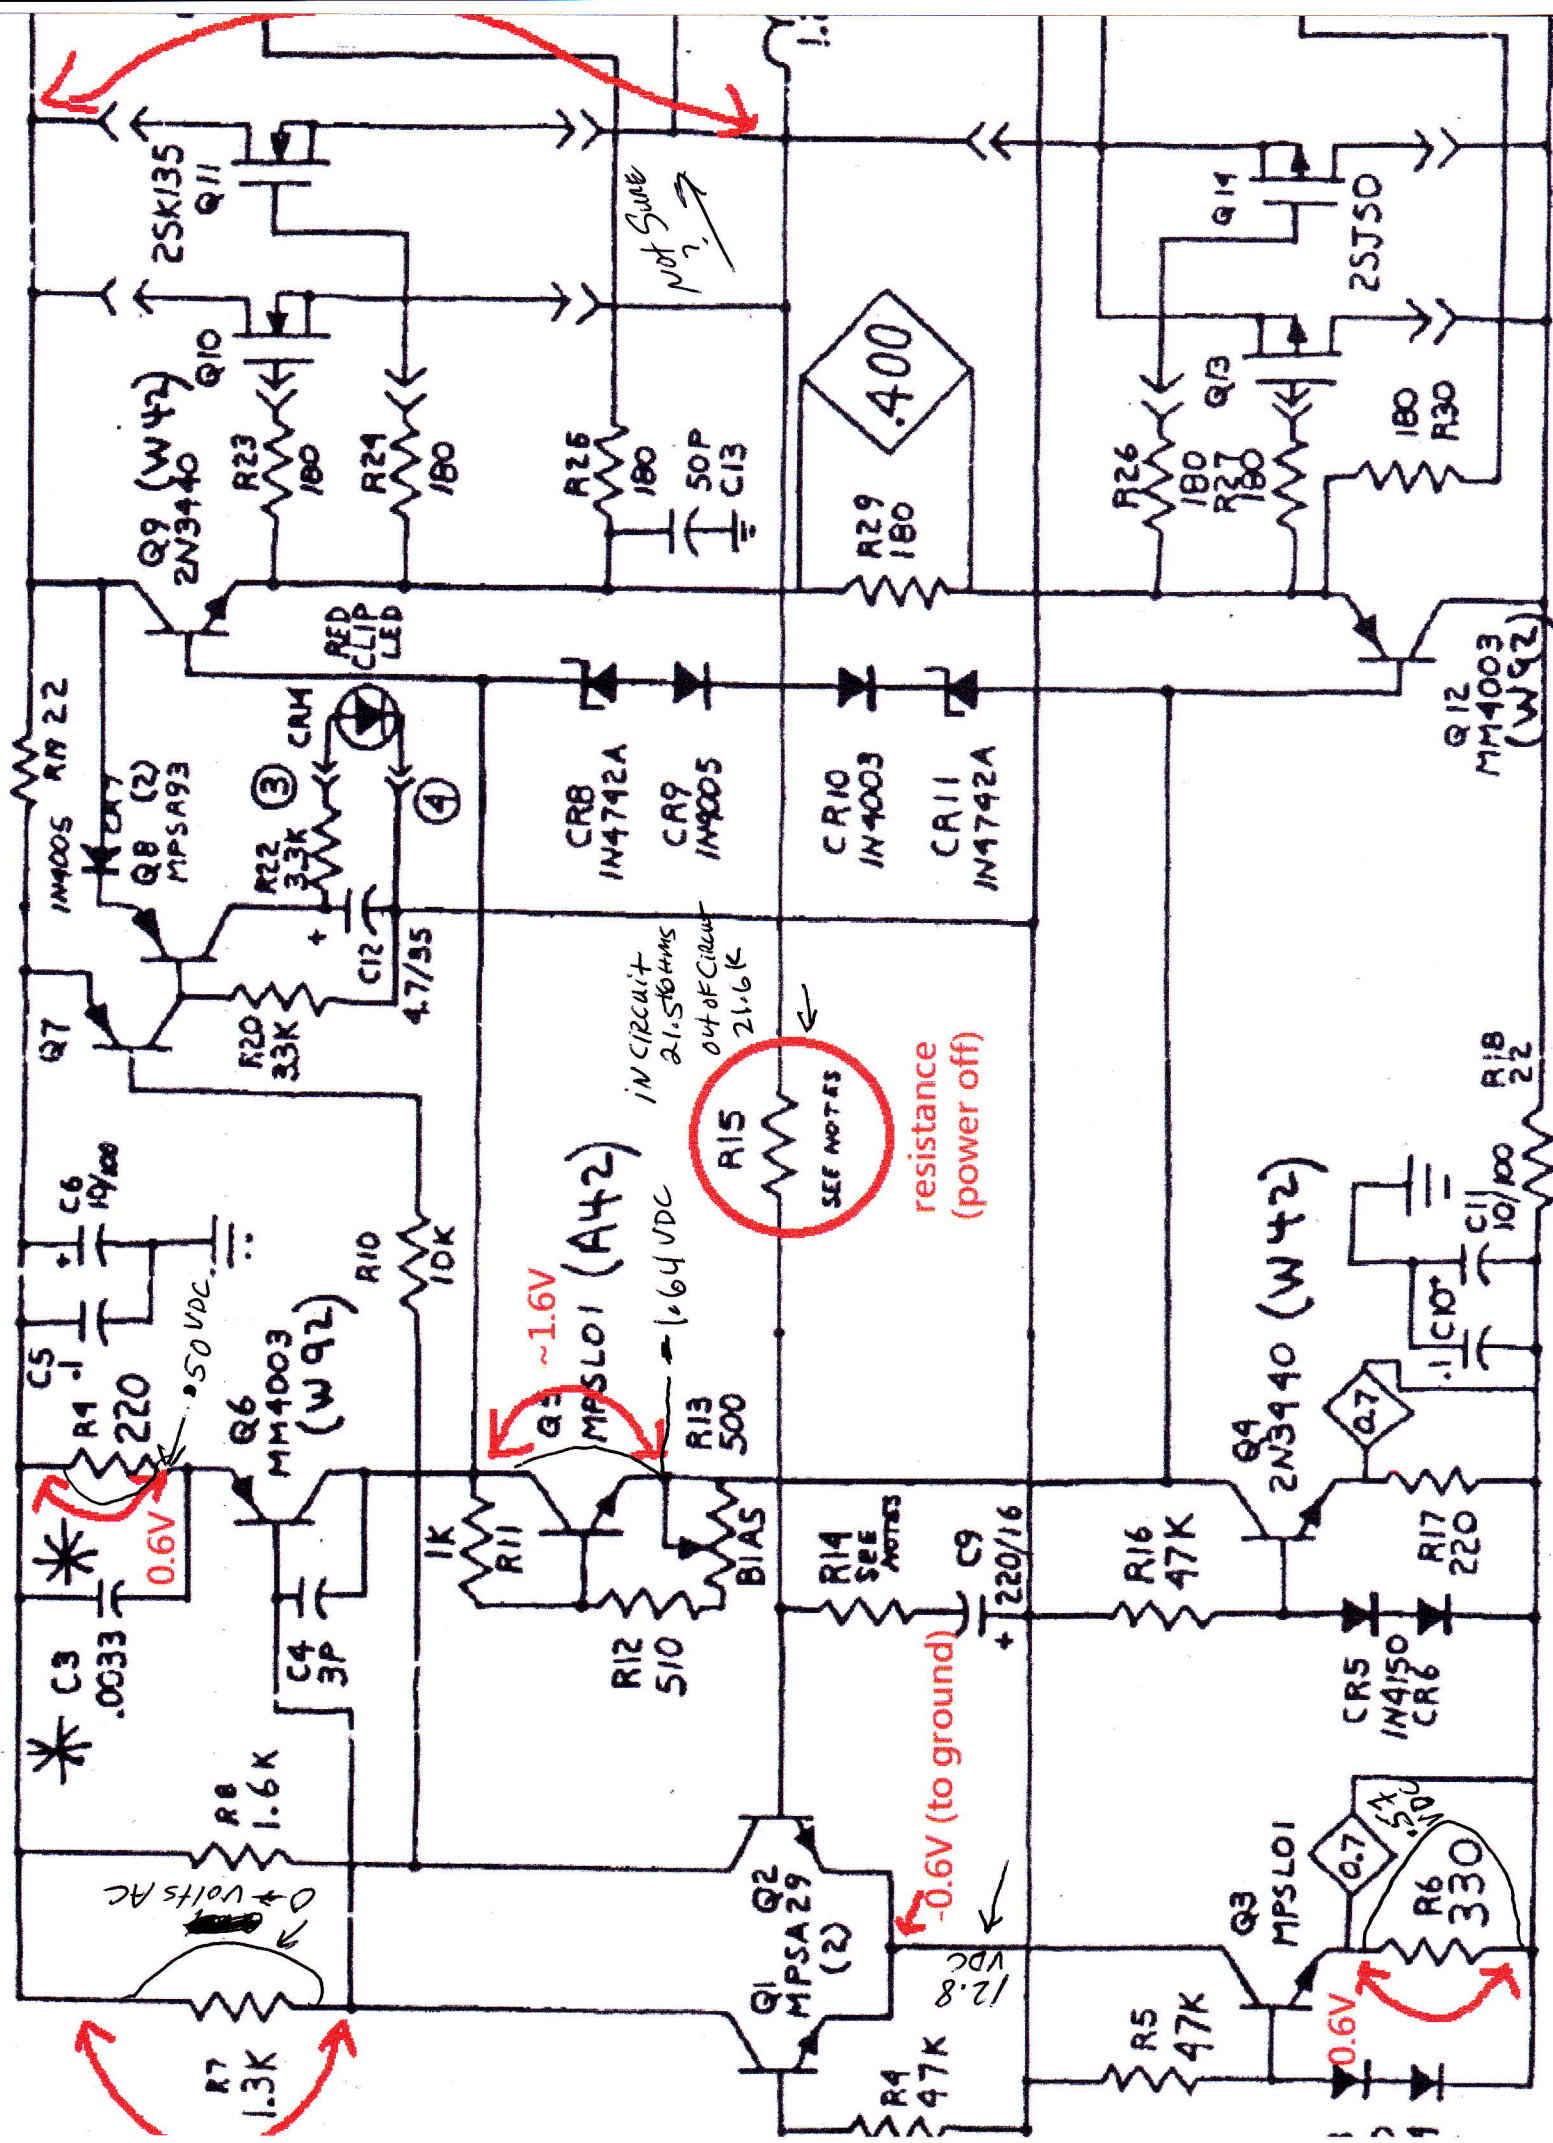 1.2
2SK135
Q11
Not Sure
?
Q14
2SJ50
Q10
Q9 (W42)
2N3440
R23
180
R24
180
R25
180
50P
C13
.400
R29
180
R26
180
R27
180
Q13
180
R30
RED
CLIP
LED
CRM
R19 22
1N4005
CR7
Q8 (2)
MPSA93
R22
3.3K
3
4
CR8
1N4742A
CR9
1N4005
CR10
1N4003
CR11
1N4742A
Q12
MM4003
(W92)
Q7
R20
33K
+
C12
4.7/35
IN CIRCUIT
21.5KOHMS
OUT OF CIRCUIT
21.6K
R15
SEE NOTES
resistance
(power off)
R18
22
C5
.1
+
C6
10/100
R10
10K
R9
220
.50 VDC
0.6V
Q6
MM4003
(W92)
~1.6V
Q5
MPSL01 (A42)
1.64 VDC
R13
500
BIAS
1K
R11
R12
510
R14
SEE
NOTES
C9
220/16
+
R16
47K
Q4
2N3440 (W42)
0.7
.1
C10
C11
10/100
R17
220
CR5
1N4150
CR6
C3
.0033
C4
3P
R8
1.6K
0 volts AC
R7
1.3K
Q2
Q1
MPSA29
(2)
-0.6V (to ground)
12.8
VDC
R4
47K
R5
47K
Q3
MPSL01
0.7
.57
VDC
R6
330
0.6V